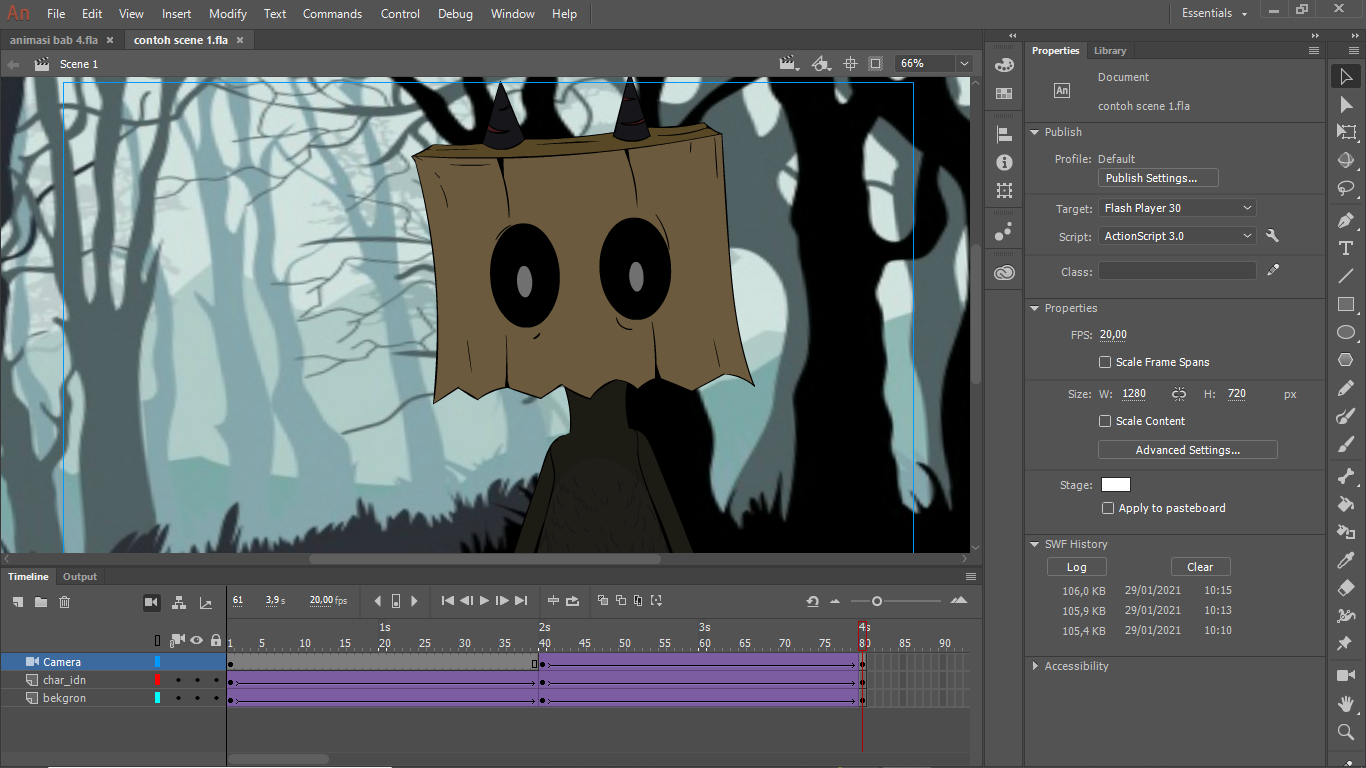 An File Edit View Insert Modify Text Commands Control Debug Window Help Essentials
animasi bab 4.fla × contoh scene 1.fla ×
Scene 1 66%
Properties Library
Document
An
contoh scene 1.fla
Publish
Profile: Default
Publish Settings...
Target: Flash Player 30
Script: ActionScript 3.0
Class:
Properties
FPS: 20,00
Scale Frame Spans
Size: W: 1280 H: 720 px
Scale Content
Advanced Settings...
Stage:
Apply to pasteboard
SWF History
Log Clear
106,0 KB 29/01/2021 10:15
105,9 KB 29/01/2021 10:13
105,4 KB 29/01/2021 10:10
Accessibility
Timeline Output
61 3,9 s 20,00 fps
1s 2s 3s 4s
1 5 10 15 20 25 30 35 40 45 50 55 60 65 70 75 80 85 90
Camera
char_idn
bekgron